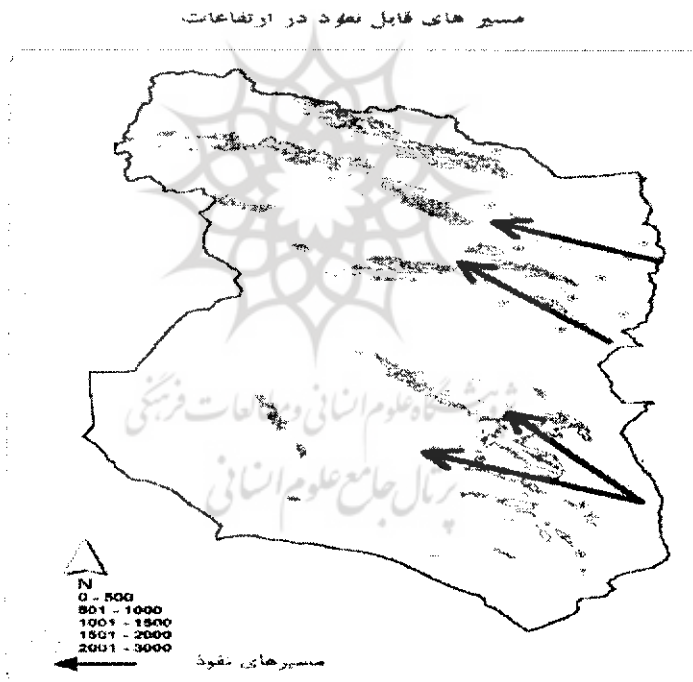 مسیر های قابل نفوذ در ارتفاعات
پژوهشگاه علوم انسانی و مطالعات فرهنگی
پرتال جامع علوم انسانی
N
0 - 500
501 - 1000
1001 - 1500
1501 - 2000
2001 - 3000
مسیرهای نفوذ